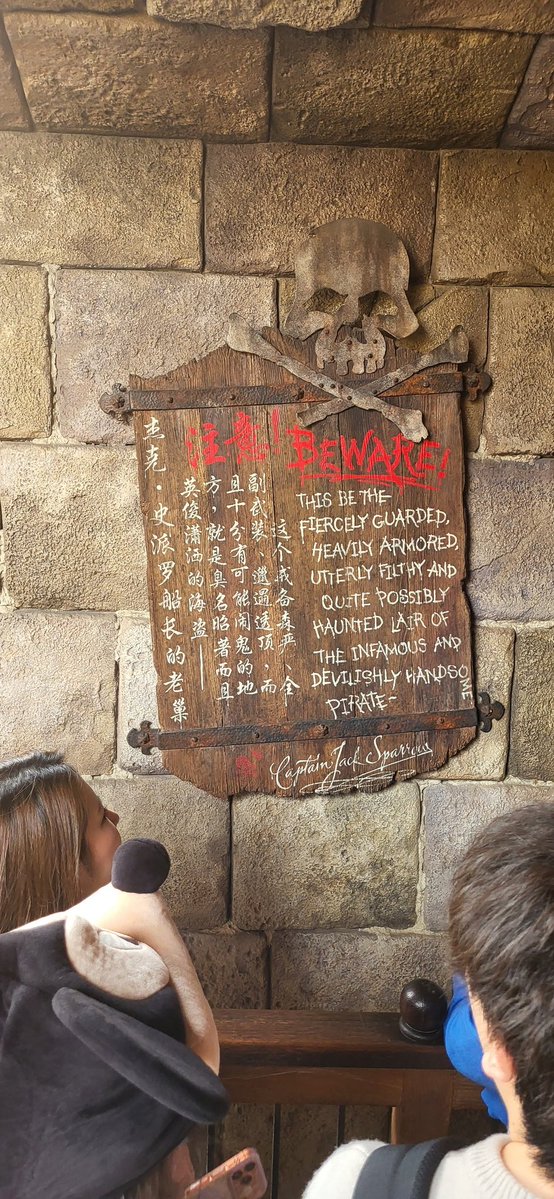 注意!
这个戒备森严、全
副武装、邋遢透顶,而
且十分有可能闹鬼的地
方,就是臭名昭著而且
英俊潇洒的海盗——
杰克·史派罗船长的老巢
BEWARE!
THIS BE THE
FIERCELY GUARDED,
HEAVILY ARMORED,
UTTERLY FILTHY AND
QUITE POSSIBLY
HAUNTED LAIR OF
THE INFAMOUS AND
DEVILISHLY HANDSOME
PIRATE~
Captain Jack Sparrow